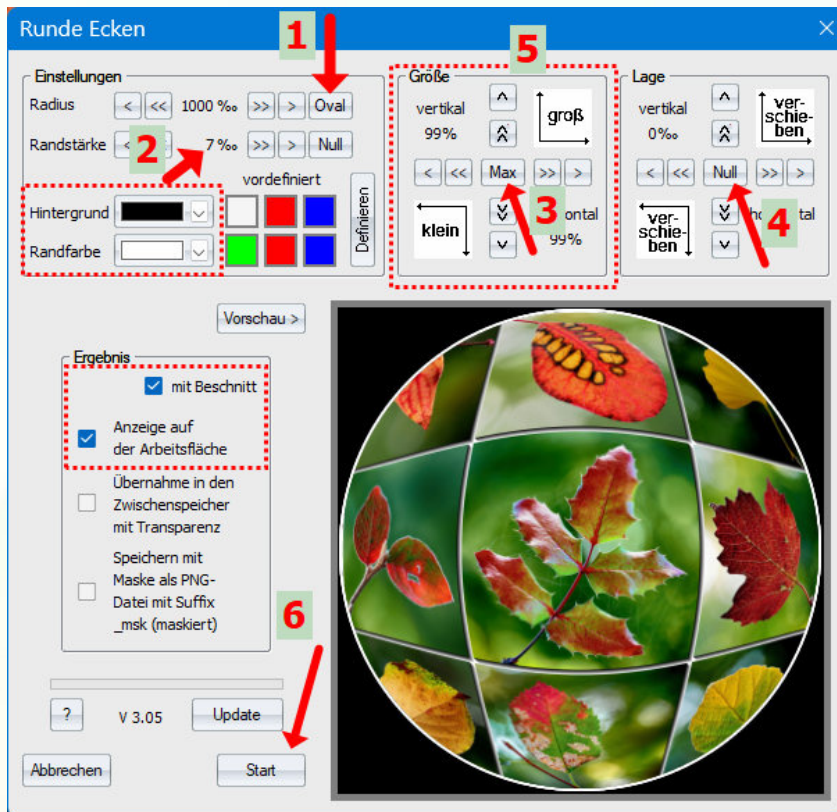 Runde Ecken
1
5
Einstellungen
Radius < << 1000 ‰ >> > Oval
Randstärke < 7 ‰ >> > Null
2
vordefiniert
Hintergrund
Randfarbe
Definieren
Größe
vertikal
99%
groß
< << Max >> >
3
klein
99%
Lage
vertikal
0‰
ver-
schie-
ben
< << Null >> >
4
ver-
schie-
ben
Vorschau >
Ergebnis
mit Beschnitt
Anzeige auf
der Arbeitsfläche
Übernahme in den
Zwischenspeicher
mit Transparenz
Speichern mit
Maske als PNG-
Datei mit Suffix
_msk (maskiert)
6
? V 3.05 Update
Abbrechen Start